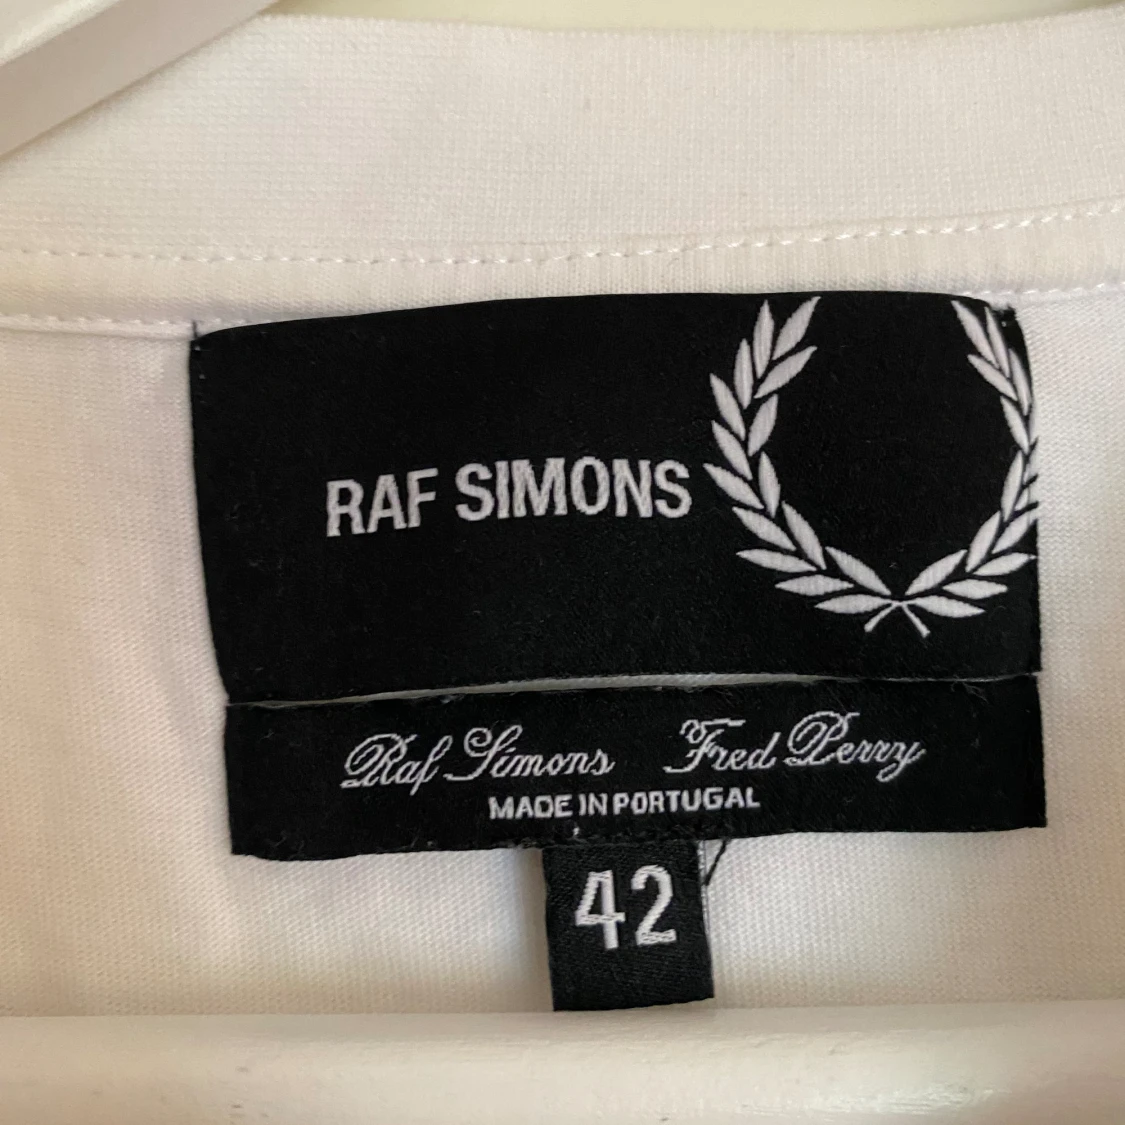 RAF SIMONS
Raf Simons Fred Perry
MADE IN PORTUGAL
42